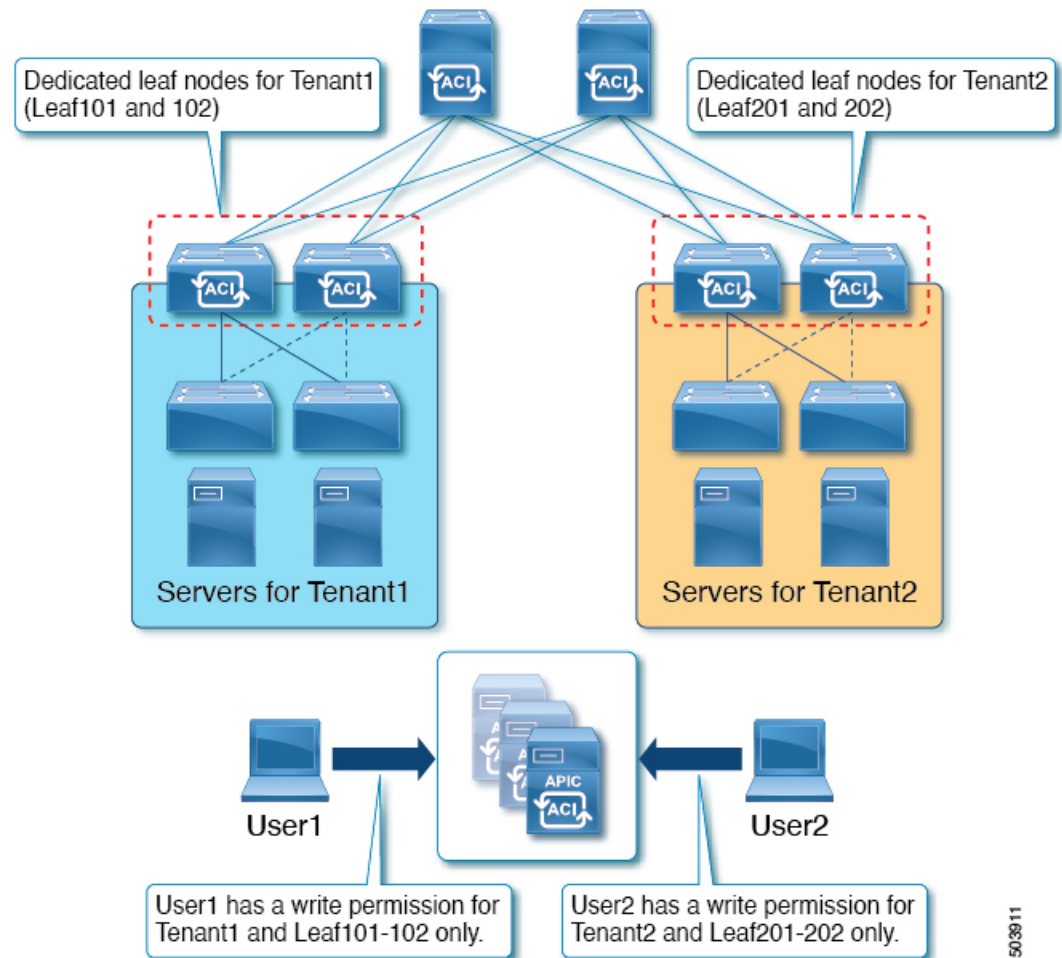 ACI
ACI
Dedicated leaf nodes for Tenant1
(Leaf101 and 102)
Dedicated leaf nodes for Tenant2
(Leaf201 and 202)
ACI
ACI
ACI
ACI
Servers for Tenant1
Servers for Tenant2
APIC
ACI
User1
User2
User1 has a write permission for
Tenant1 and Leaf101-102 only.
User2 has a write permission for
Tenant2 and Leaf201-202 only.
503911